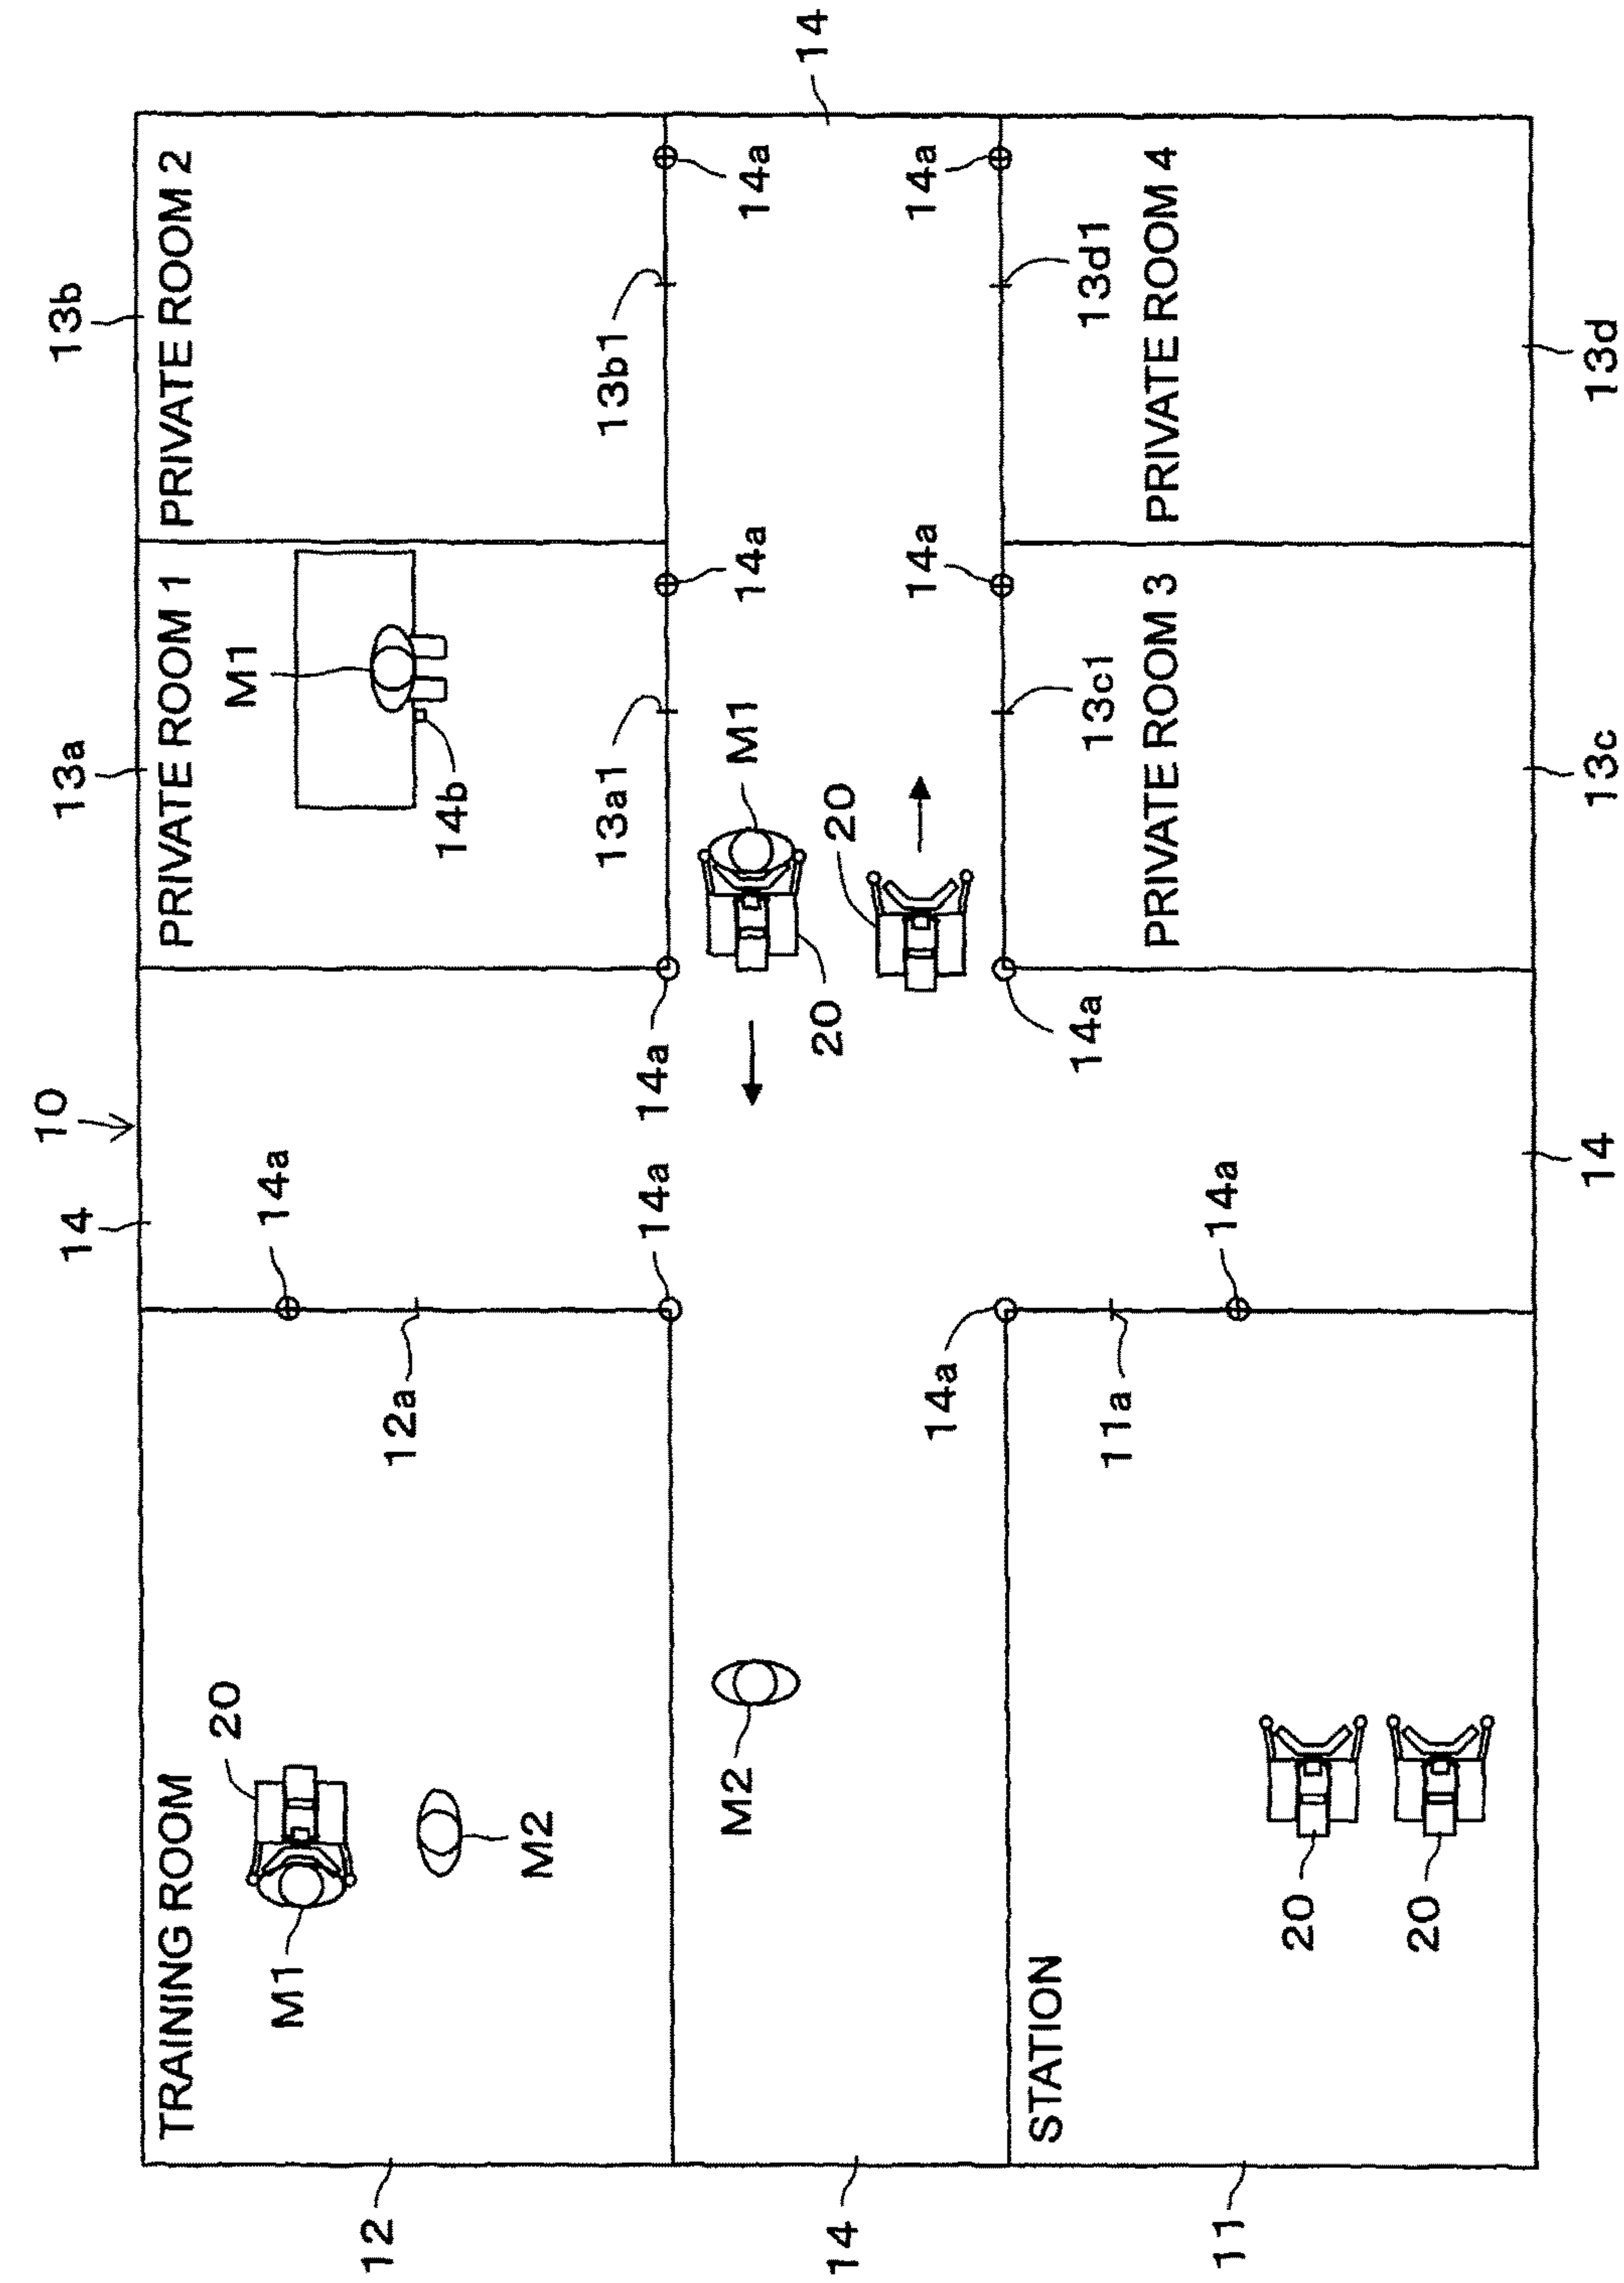 10
14
13a
13b
TRAINING ROOM
PRIVATE ROOM 1
PRIVATE ROOM 2
20
M1
M1
14a
12
12a
14b
M2
13a1
13b1
14a
14a
M2
M1
14a
14a
14
20
20
14
14a
14a
14a
STATION
14a
13c1
13d1
11a
PRIVATE ROOM 3
PRIVATE ROOM 4
11
14a
20
20
14
13c
13d